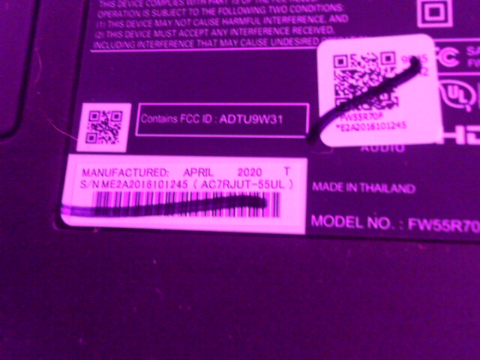 THIS DEVICE COMPLIES WITH PART 15 OF THE FCC RULES.
OPERATION IS SUBJECT TO THE FOLLOWING TWO CONDITIONS:
(1) THIS DEVICE MAY NOT CAUSE HARMFUL INTERFERENCE, AND
(2) THIS DEVICE MUST ACCEPT ANY INTERFERENCE RECEIVED,
INCLUDING INTERFERENCE THAT MAY CAUSE UNDESIRED
FW55R70F
*E2A2016101245
Contains FCC ID : ADTU9W31
AUDIO
MANUFACTURED: APRIL 2020 T
S/N ME2A2016101245 ( AC7RJUT-55UL )
MADE IN THAILAND
MODEL NO. : FW55R70